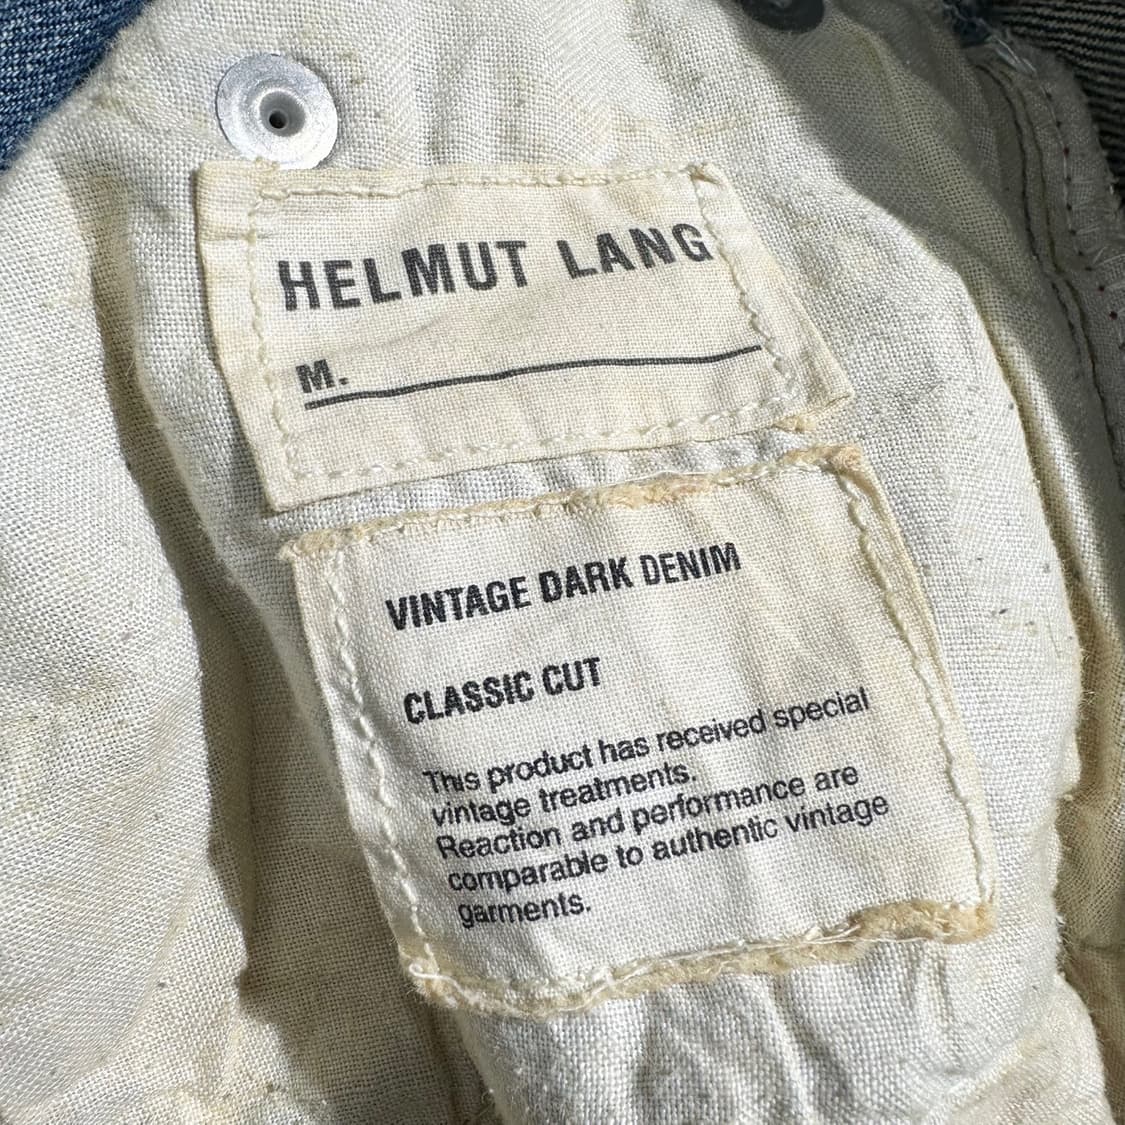 HELMUT LANG
M.
VINTAGE DARK DENIM
CLASSIC CUT
This product has received special
vintage treatments.
Reaction and performance are
comparable to authentic vintage
garments.